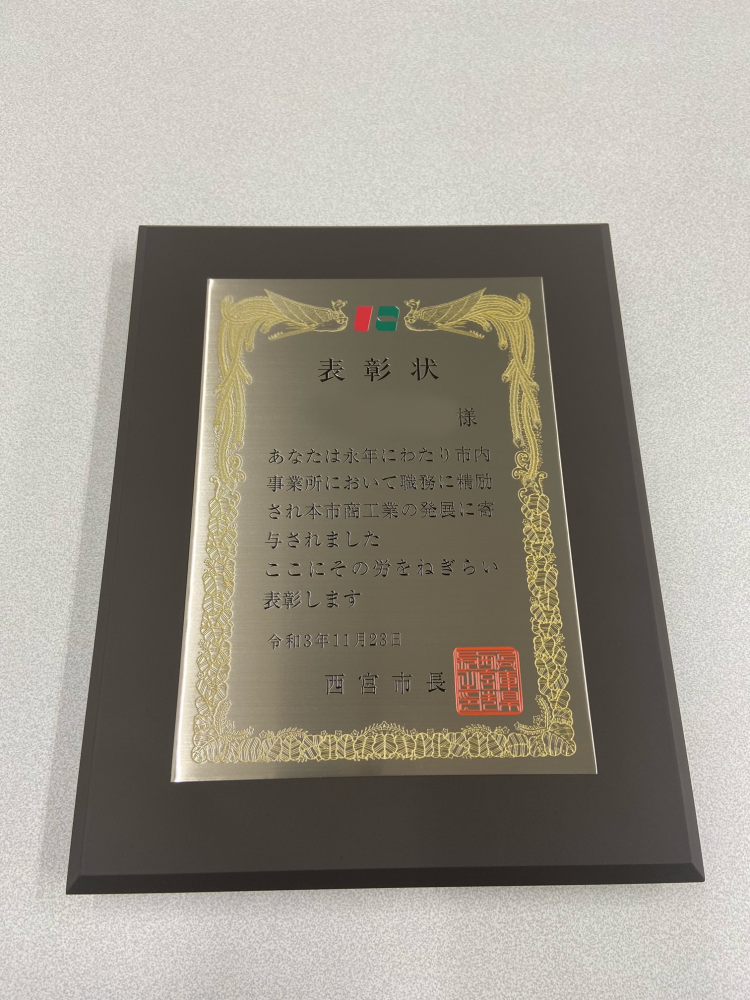 表彰状
様
あなたは永年にわたり市内
事業所において職務に精励
され本市商工業の発展に寄
与されました
ここにその労をねぎらい
表彰します
令和3年11月23日
西宮市長